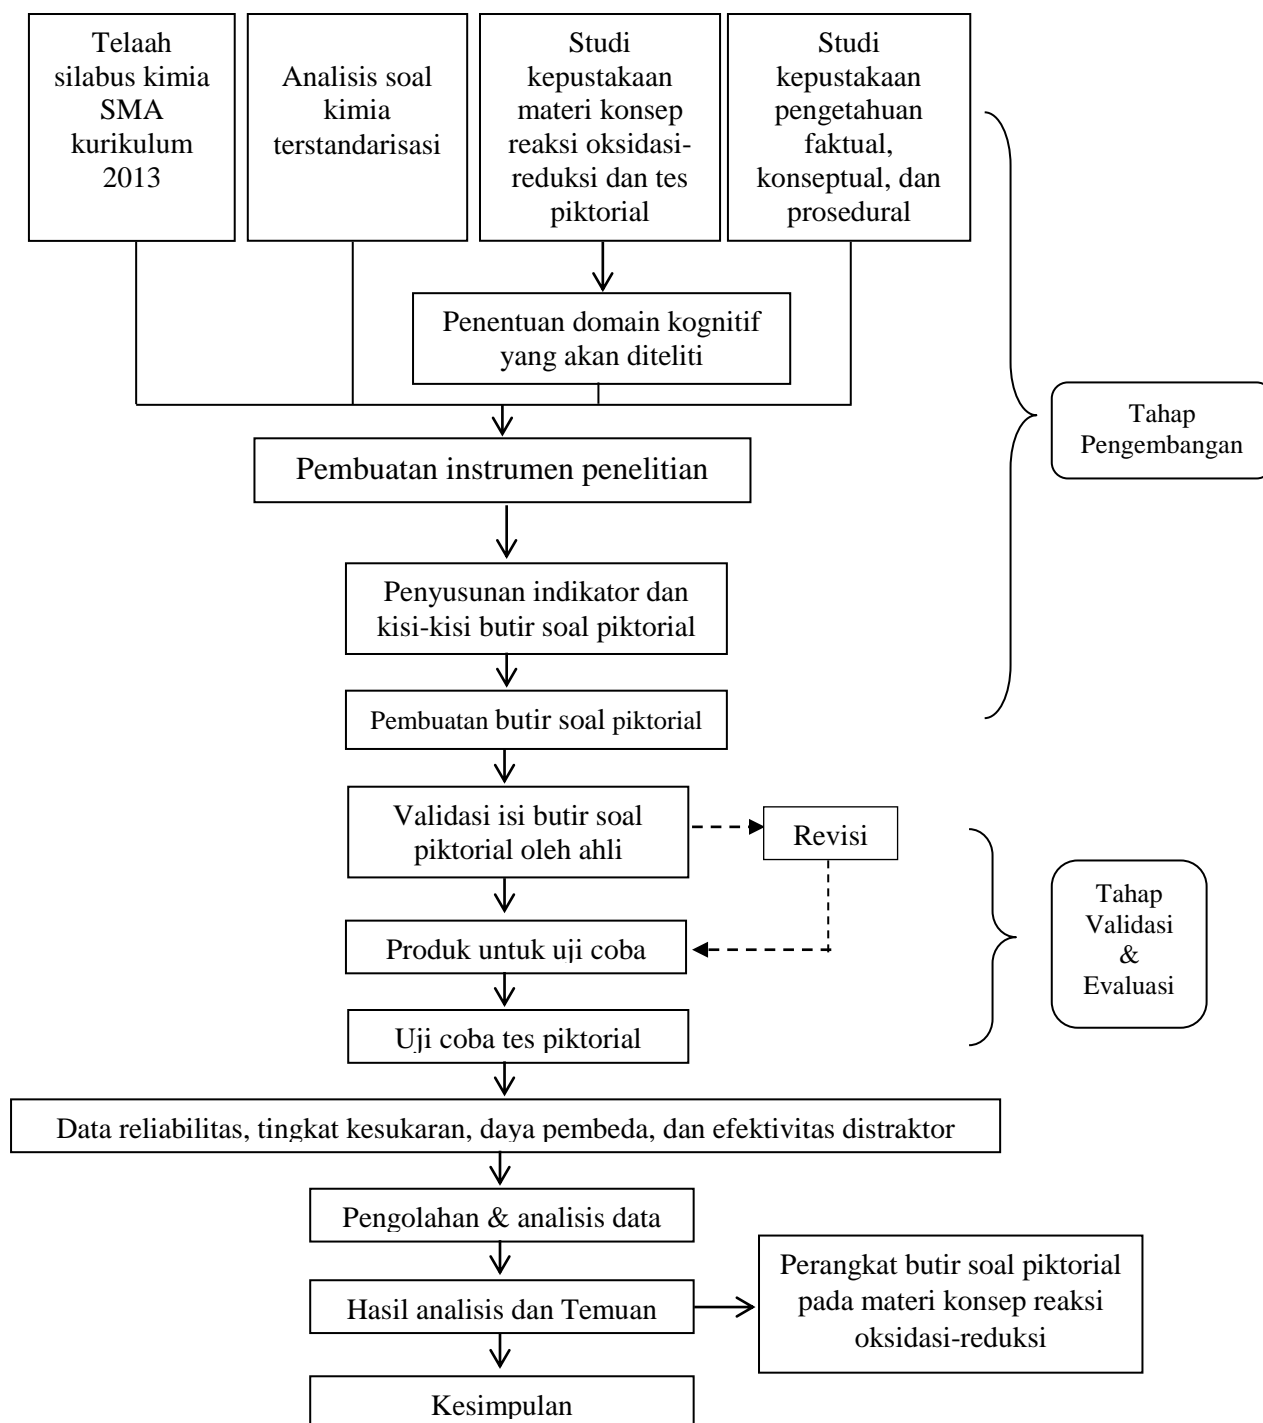 Telaah
silabus kimia
SMA
kurikulum
2013
Analisis soal
kimia
terstandarisasi
Studi
kepustakaan
materi konsep
reaksi oksidasi-
reduksi dan tes
piktorial
Studi
kepustakaan
pengetahuan
faktual,
konseptual, dan
prosedural
Penentuan domain kognitif
yang akan diteliti
Tahap
Pengembangan
Pembuatan instrumen penelitian
Penyusunan indikator dan
kisi-kisi butir soal piktorial
Pembuatan butir soal piktorial
Validasi isi butir soal
piktorial oleh ahli
Revisi
Tahap
Validasi
&
Evaluasi
Produk untuk uji coba
Uji coba tes piktorial
Data reliabilitas, tingkat kesukaran, daya pembeda, dan efektivitas distraktor
Pengolahan & analisis data
Hasil analisis dan Temuan
Perangkat butir soal piktorial
pada materi konsep reaksi
oksidasi-reduksi
Kesimpulan